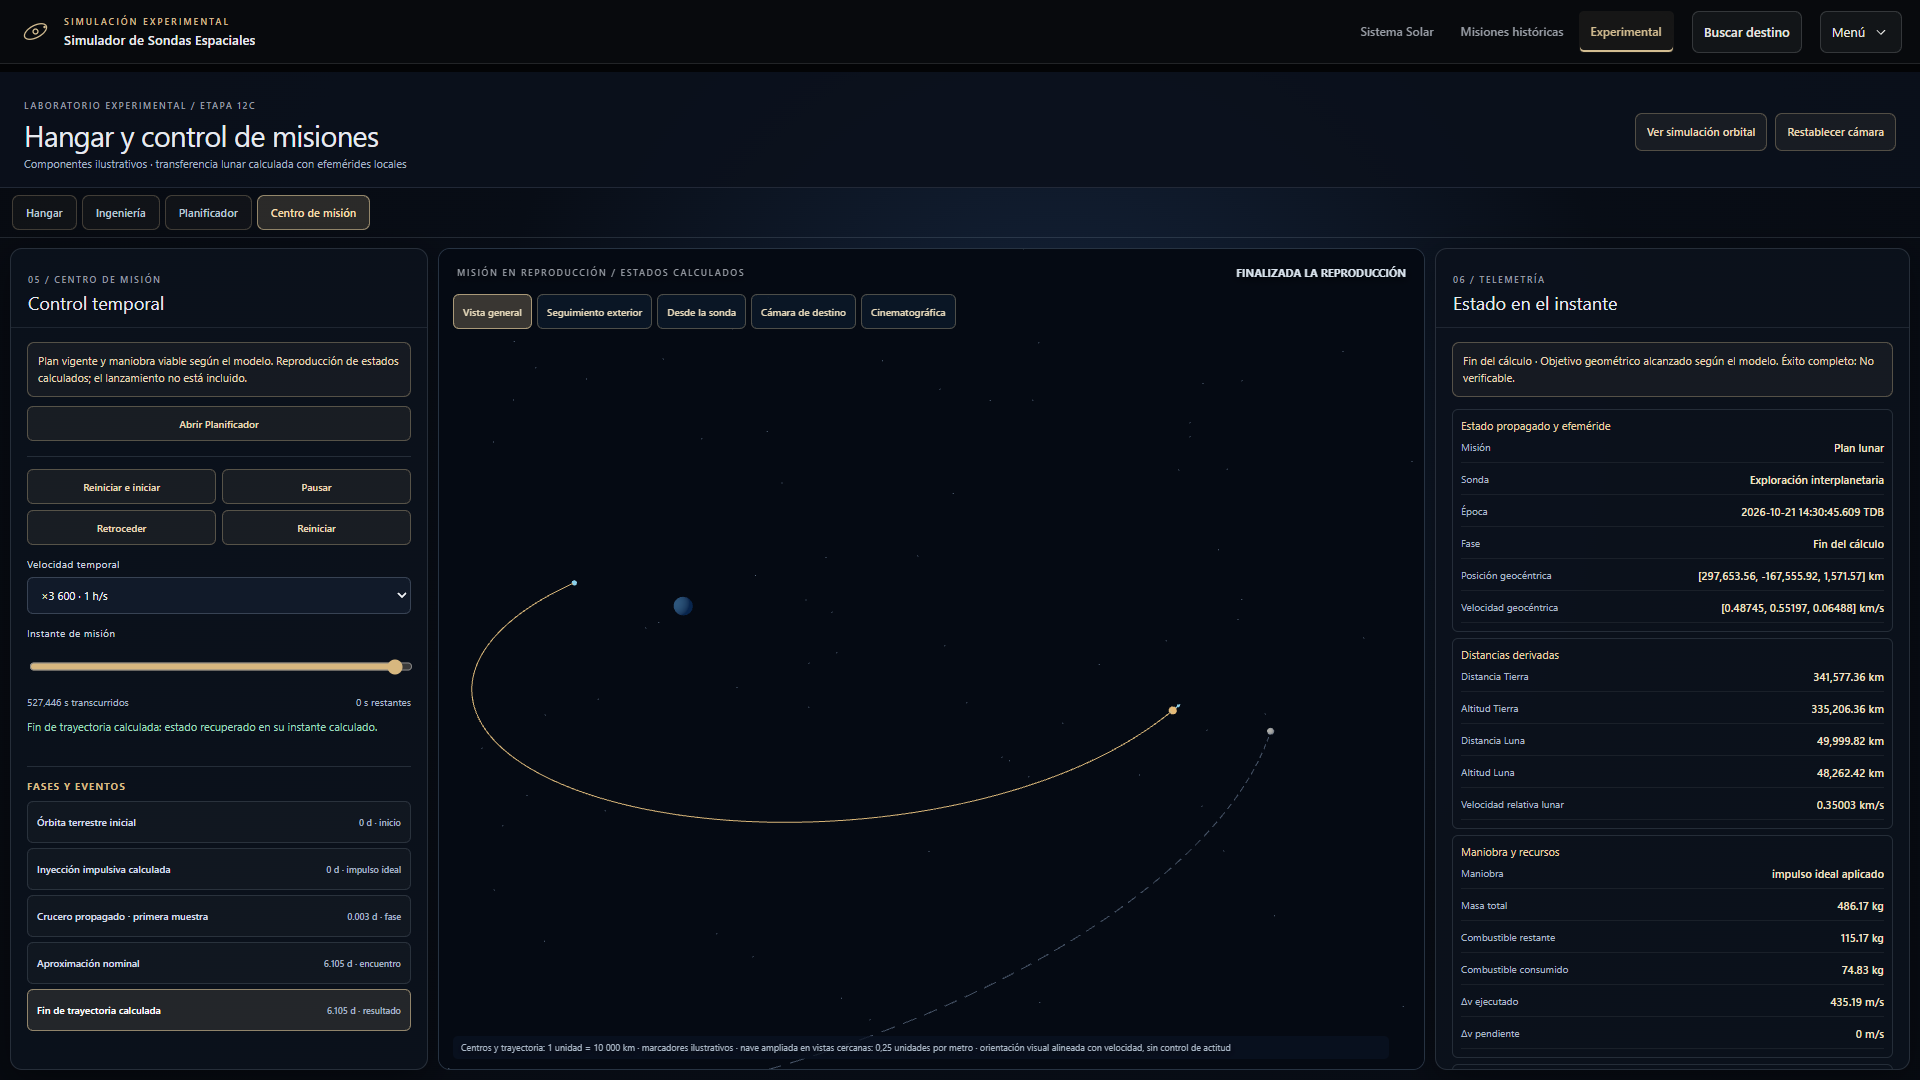 SIMULACIÓN EXPERIMENTAL
Simulador de Sondas Espaciales
Sistema Solar
Misiones históricas
Experimental
Buscar destino
Menú
LABORATORIO EXPERIMENTAL / ETAPA 12C
Hangar y control de misiones
Componentes ilustrativos · transferencia lunar calculada con efemérides locales
Ver simulación orbital
Restablecer cámara
Hangar
Ingeniería
Planificador
Centro de misión
05 / CENTRO DE MISIÓN
Control temporal
Plan vigente y maniobra viable según el modelo. Reproducción de estados
calculados; el lanzamiento no está incluido.
Abrir Planificador
Reiniciar e iniciar
Pausar
Retroceder
Reiniciar
Velocidad temporal
×3 600 · 1 h/s
Instante de misión
527,446 s transcurridos
0 s restantes
Fin de trayectoria calculada: estado recuperado en su instante calculado.
FASES Y EVENTOS
Órbita terrestre inicial
0 d · inicio
Inyección impulsiva calculada
0 d · impulso ideal
Crucero propagado · primera muestra
0.003 d · fase
Aproximación nominal
6.105 d · encuentro
Fin de trayectoria calculada
6.105 d · resultado
MISIÓN EN REPRODUCCIÓN / ESTADOS CALCULADOS
FINALIZADA LA REPRODUCCIÓN
Vista general
Seguimiento exterior
Desde la sonda
Cámara de destino
Cinematográfica
Centros y trayectoria: 1 unidad = 10 000 km · marcadores ilustrativos · nave ampliada en vistas cercanas: 0,25 unidades por metro · orientación visual alineada con velocidad, sin control de actitud
06 / TELEMETRÍA
Estado en el instante
Fin del cálculo · Objetivo geométrico alcanzado según el modelo. Éxito completo: No
verificable.
Estado propagado y efeméride
Misión
Plan lunar
Sonda
Exploración interplanetaria
Época
2026-10-21 14:30:45.609 TDB
Fase
Fin del cálculo
Posición geocéntrica
[297,653.56, -167,555.92, 1,571.57] km
Velocidad geocéntrica
[0.48745, 0.55197, 0.06488] km/s
Distancias derivadas
Distancia Tierra
341,577.36 km
Altitud Tierra
335,206.36 km
Distancia Luna
49,999.82 km
Altitud Luna
48,262.42 km
Velocidad relativa lunar
0.35003 km/s
Maniobra y recursos
Maniobra
impulso ideal aplicado
Masa total
486.17 kg
Combustible restante
115.17 kg
Combustible consumido
74.83 kg
Δv ejecutado
435.19 m/s
Δv pendiente
0 m/s